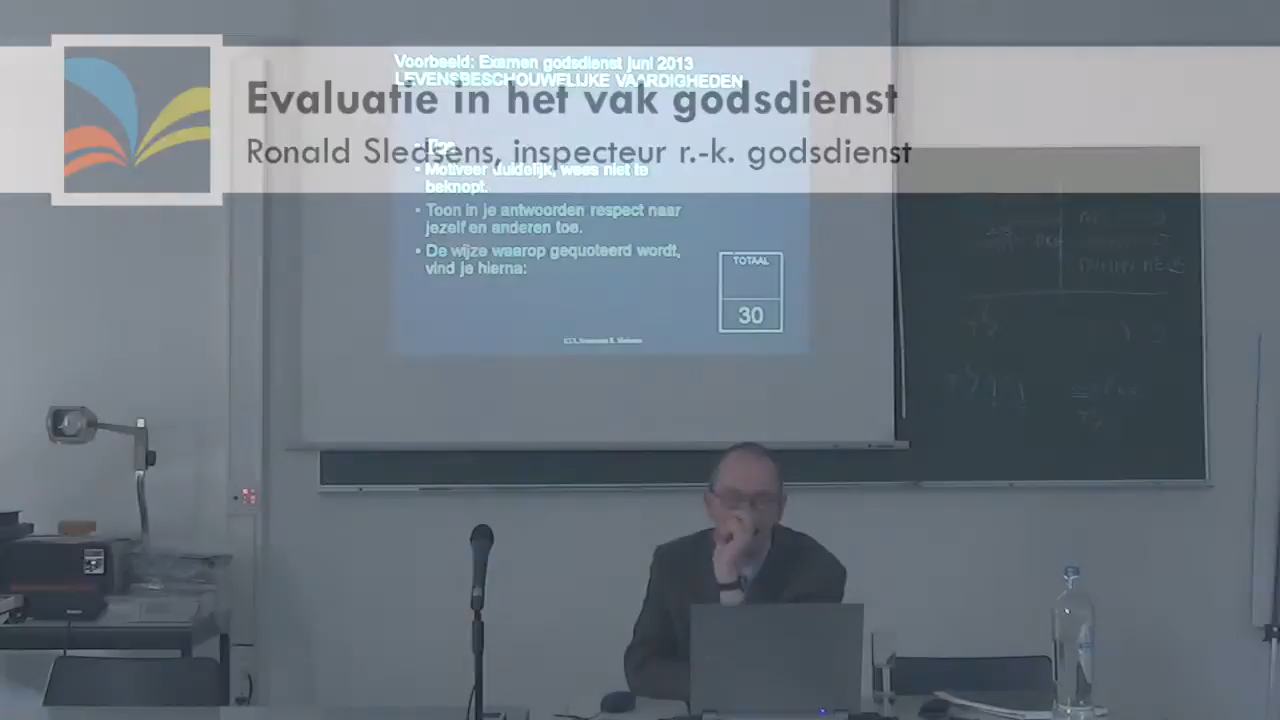 Voorbeeld: Examen godsdienst juni 2013
LEVENSBESCHOUWELIJKE VAARDIGHEDEN
Evaluatie in het vak godsdienst
Ronald Sledsens, inspecteur r.-k. godsdienst
• Motiveer duidelijk, wees niet te
beknopt.
• Toon in je antwoorden respect naar
jezelf en anderen toe.
• De wijze waarop gequoteerd wordt,
vind je hierna:
TOTAAL
30